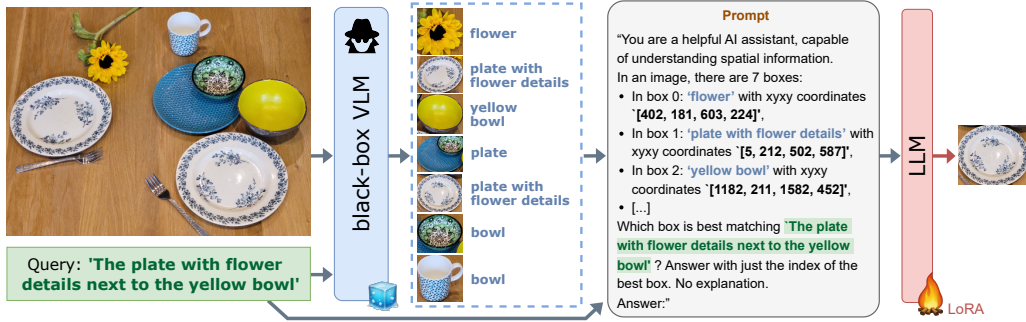 Query: 'The plate with flower
details next to the yellow bowl'
black-box VLM
flower
plate with
flower details
yellow
bowl
plate
plate with
flower details
bowl
bowl
Prompt
“You are a helpful AI assistant, capable
of understanding spatial information.
In an image, there are 7 boxes:
• In box 0: ‘flower’ with xyxy coordinates
`[402, 181, 603, 224]',
• In box 1: ‘plate with flower details’ with
xyxy coordinates `[5, 212, 502, 587]',
• In box 2: ‘yellow bowl’ with xyxy
coordinates `[1182, 211, 1582, 452]',
• [...]
Which box is best matching `The plate
with flower details next to the yellow
bowl' ? Answer with just the index of the
best box. No explanation.
Answer:”
LLM
LoRA